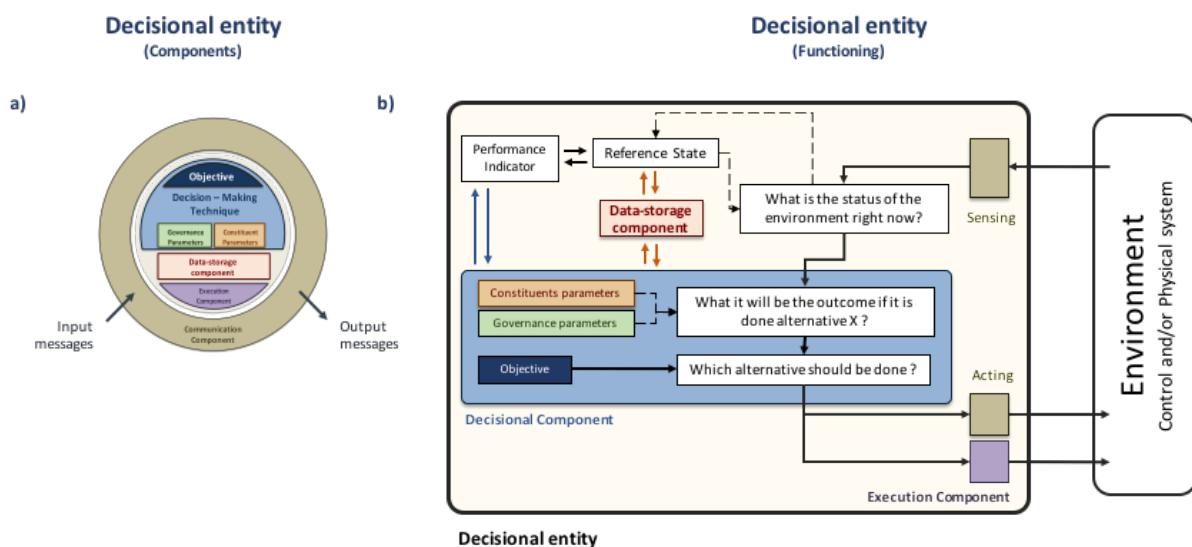 Decisional entity
(Components)
a)
Objective
Decision – Making
Technique
Governance
Parameters
Constituent
Parameters
Data-storage
component
Execution
Component
Communication
Component
Input
messages
Output
messages
Decisional entity
(Functioning)
b)
Performance
Indicator
Reference State
Data-storage
component
What is the status of the
environment right now?
Sensing
Constituents parameters
Governance parameters
What it will be the outcome if it is
done alternative X ?
Objective
Which alternative should be done ?
Decisional Component
Acting
Execution Component
Decisional entity
Environment
Control and/or Physical system